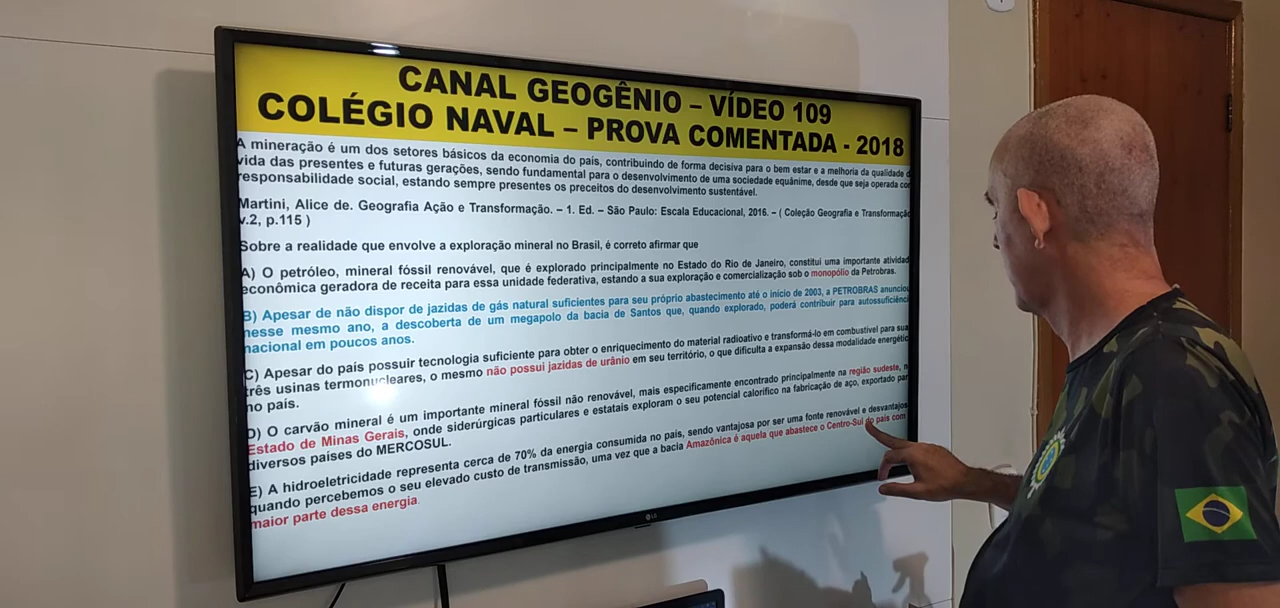 CANAL GEOGÊNIO – VÍDEO 109
COLÉGIO NAVAL – PROVA COMENTADA - 2018
A mineração é um dos setores básicos da economia do país, contribuindo de forma decisiva para o bem estar e a melhoria da qualidade d
vida das presentes e futuras gerações, sendo fundamental para o desenvolvimento de uma sociedade equânime, desde que seja operada com
responsabilidade social, estando sempre presentes os preceitos do desenvolvimento sustentável.
Martini, Alice de. Geografia Ação e Transformação. – 1. Ed. – São Paulo: Escala Educacional, 2016. – ( Coleção Geografia e Transformação
v.2, p.115 )
Sobre a realidade que envolve a exploração mineral no Brasil, é correto afirmar que
A) O petróleo, mineral fóssil renovável, que é explorado principalmente no Estado do Rio de Janeiro, constitui uma importante atividad
econômica geradora de receita para essa unidade federativa, estando a sua exploração e comercialização sob o monopólio da Petrobras.
B) Apesar de não dispor de jazidas de gás natural suficientes para seu próprio abastecimento até o início de 2003, a PETROBRAS anunciou
nesse mesmo ano, a descoberta de um megapolo da bacia de Santos que, quando explorado, poderá contribuir para autossuficiênci
nacional em poucos anos.
C) Apesar do país possuir tecnologia suficiente para obter o enriquecimento do material radioativo e transformá-lo em combustível para sua
três usinas termonucleares, o mesmo não possui jazidas de urânio em seu território, o que dificulta a expansão dessa modalidade energétic
no país.
D) O carvão mineral é um importante mineral fóssil não renovável, mais especificamente encontrado principalmente na região sudeste, n
Estado de Minas Gerais, onde siderúrgicas particulares e estatais exploram o seu potencial calorífico na fabricação de aço, exportado par
diversos países do MERCOSUL.
E) A hidroeletricidade representa cerca de 70% da energia consumida no país, sendo vantajosa por ser uma fonte renovável e desvantajos
quando percebemos o seu elevado custo de transmissão, uma vez que a bacia Amazônica é aquela que abastece o Centro-Sul do país com
maior parte dessa energia.
LG